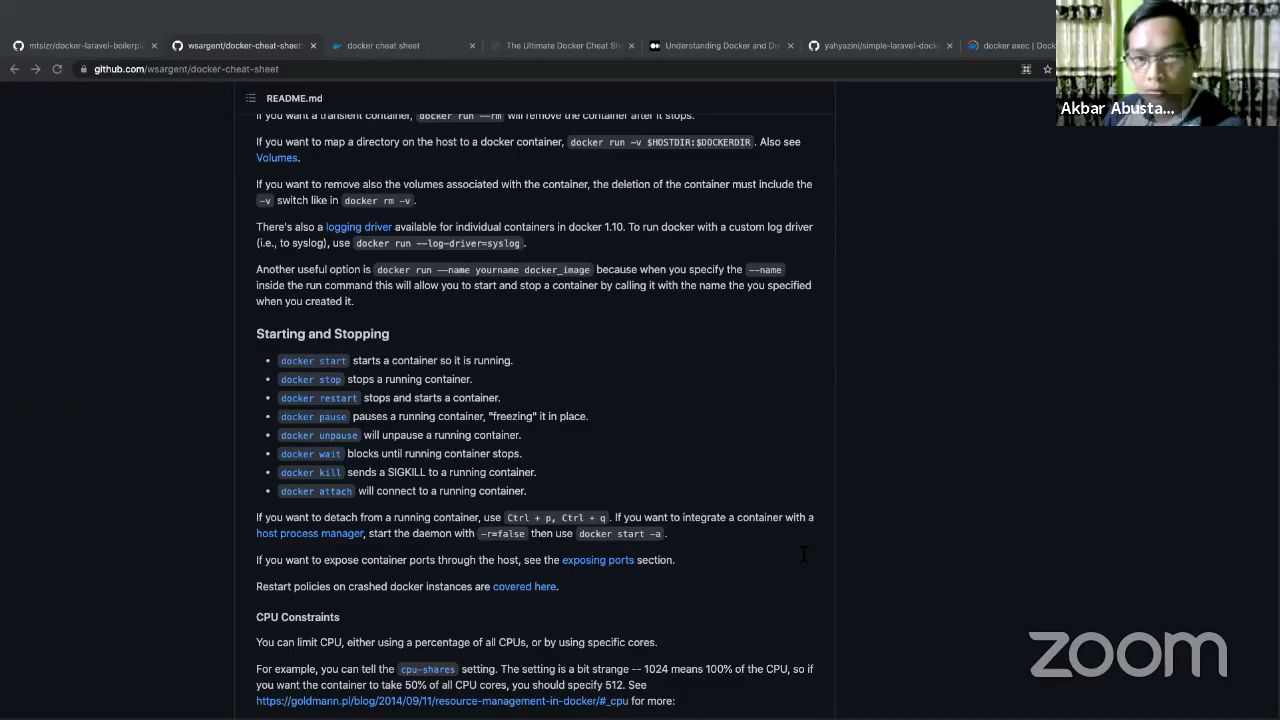 mtslzr/docker-laravel-boilerpl
wsargent/docker-cheat-sheet:
docker cheat sheet
The Ultimate Docker Cheat Sh
Understanding Docker and Do
yahyazini/simple-laravel-docke
docker exec | Dock
github.com/wsargent/docker-cheat-sheet
Akbar Abusta...
README.md
If you want a transient container, docker run --rm will remove the container after it stops.
If you want to map a directory on the host to a docker container, docker run -v $HOSTDIR:$DOCKERDIR. Also see
Volumes.
If you want to remove also the volumes associated with the container, the deletion of the container must include the
-v switch like in docker rm -v.
There's also a logging driver available for individual containers in docker 1.10. To run docker with a custom log driver
(i.e., to syslog), use docker run --log-driver=syslog.
Another useful option is docker run --name yourname docker_image because when you specify the --name
inside the run command this will allow you to start and stop a container by calling it with the name the you specified
when you created it.
Starting and Stopping
• docker start starts a container so it is running.
• docker stop stops a running container.
• docker restart stops and starts a container.
• docker pause pauses a running container, "freezing" it in place.
• docker unpause will unpause a running container.
• docker wait blocks until running container stops.
• docker kill sends a SIGKILL to a running container.
• docker attach will connect to a running container.
If you want to detach from a running container, use Ctrl + p, Ctrl + q. If you want to integrate a container with a
host process manager, start the daemon with -r=false then use docker start -a.
If you want to expose container ports through the host, see the exposing ports section.
Restart policies on crashed docker instances are covered here.
CPU Constraints
You can limit CPU, either using a percentage of all CPUs, or by using specific cores.
For example, you can tell the cpu-shares setting. The setting is a bit strange -- 1024 means 100% of the CPU, so if
you want the container to take 50% of all CPU cores, you should specify 512. See
https://goldmann.pl/blog/2014/09/11/resource-management-in-docker/#_cpu for more:
zoom